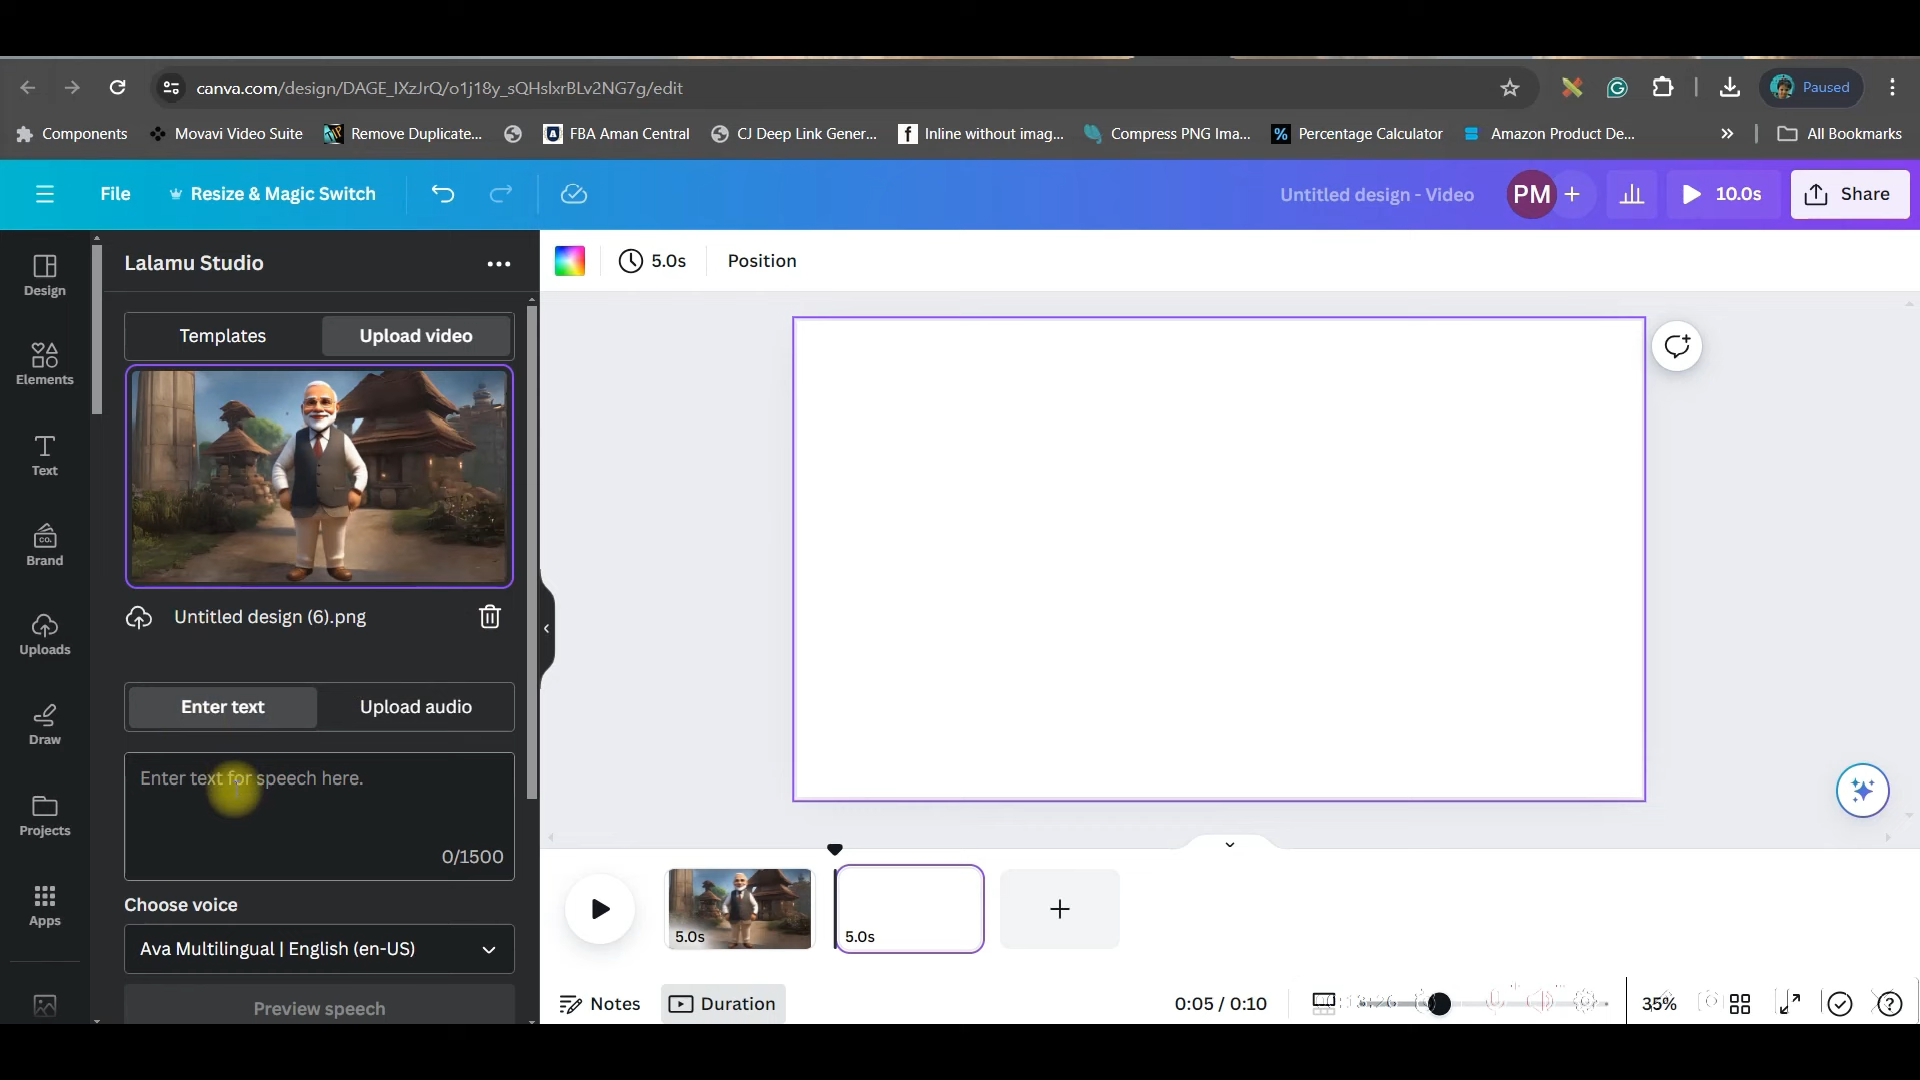 canva.com/design/DAGE_IXzJrQ/o1j18y_sQHslxrBLv2NG7g/edit
Paused
Components
Movavi Video Suite
Remove Duplicate...
FBA Aman Central
CJ Deep Link Gener...
Inline without imag...
Compress PNG Ima...
Percentage Calculator
Amazon Product De...
All Bookmarks
File
Resize & Magic Switch
Untitled design - Video
PM
10.0s
Share
Design
Elements
Text
Brand
Uploads
Draw
Projects
Apps
Lalamu Studio
Templates
Upload video
Untitled design (6).png
Enter text
Upload audio
Enter text for speech here.
0/1500
Choose voice
Ava Multilingual | English (en-US)
Preview speech
5.0s
Position
5.0s
5.0s
Notes
Duration
0:05 / 0:10
35%